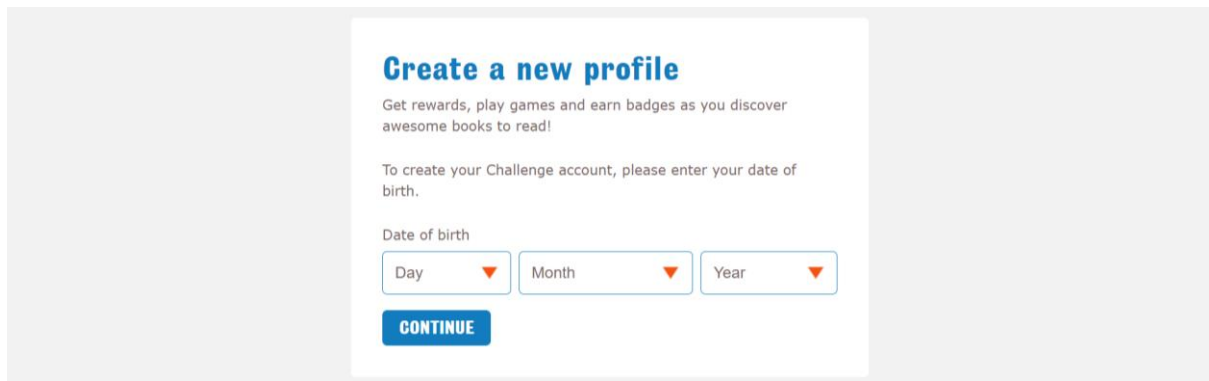 Create a new profile
Get rewards, play games and earn badges as you discover
awesome books to read!
To create your Challenge account, please enter your date of
birth.
Date of birth
Day Month Year
CONTINUE